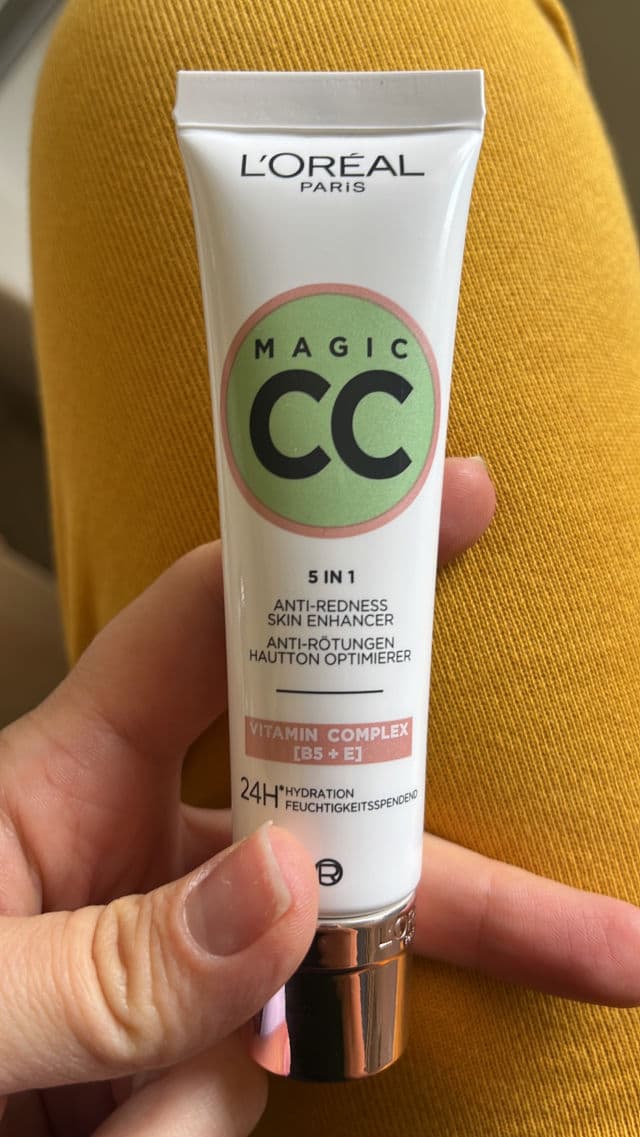 L'ORÉAL
PARIS
MAGIC
CC
5 IN 1
ANTI-REDNESS
SKIN ENHANCER
ANTI-RÖTUNGEN
HAUTTON OPTIMIERER
VITAMIN COMPLEX
[B5 + E]
24H* HYDRATION
FEUCHTIGKEITSSPENDEND